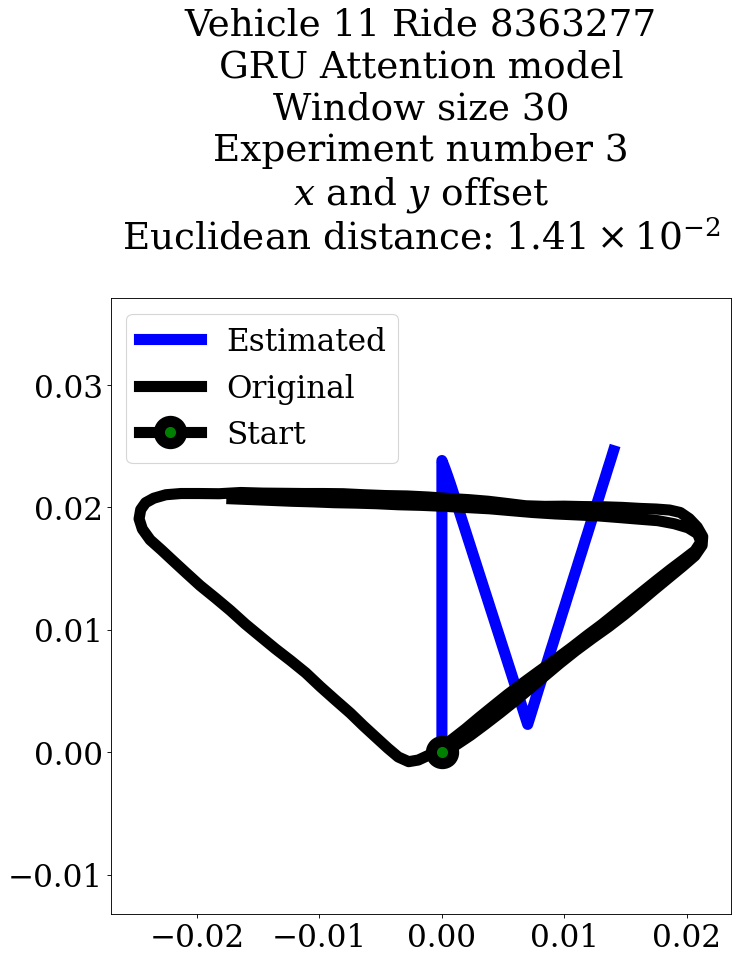 Vehicle 11 Ride 8363277
GRU Attention model
Window size 30
Experiment number 3
x and y offset
Euclidean distance: 1.41 × 10⁻²
Estimated
Original
Start
0.03
0.02
0.01
0.00
−0.01
−0.02 −0.01 0.00 0.01 0.02